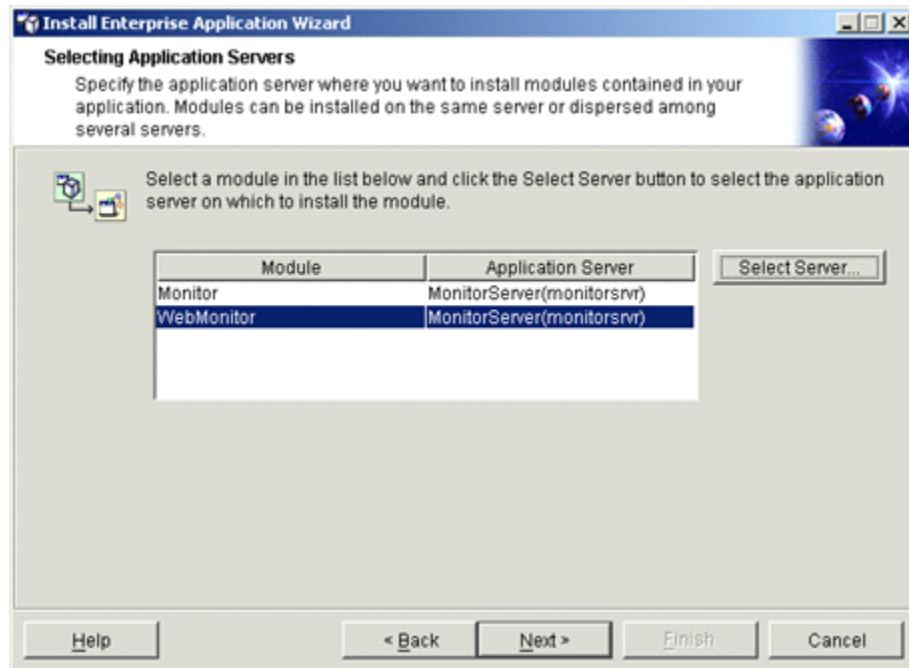 Install Enterprise Application Wizard
Selecting Application Servers
Specify the application server where you want to install modules contained in your
application. Modules can be installed on the same server or dispersed among
several servers.
Select a module in the list below and click the Select Server button to select the application
server on which to install the module.
Module Application Server Select Server...
Monitor MonitorServer(monitorsrvr)
WebMonitor MonitorServer(monitorsrvr)
Help < Back Next > Finish Cancel